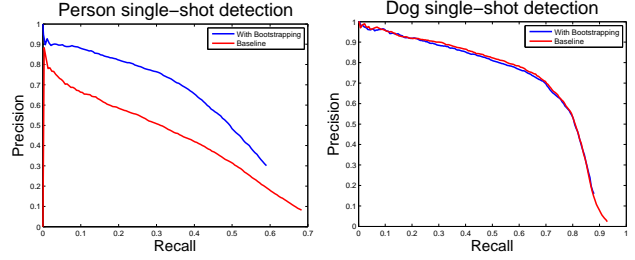 Person single-shot detection
With Bootstrapping
Baseline
Precision
1
0.9
0.8
0.7
0.6
0.5
0.4
0.3
0.2
0.1
0
0 0.1 0.2 0.3 0.4 0.5 0.6 0.7
Recall
Dog single-shot detection
With Bootstrapping
Baseline
Precision
1
0.9
0.8
0.7
0.6
0.5
0.4
0.3
0.2
0.1
0
0 0.1 0.2 0.3 0.4 0.5 0.6 0.7 0.8 0.9 1
Recall